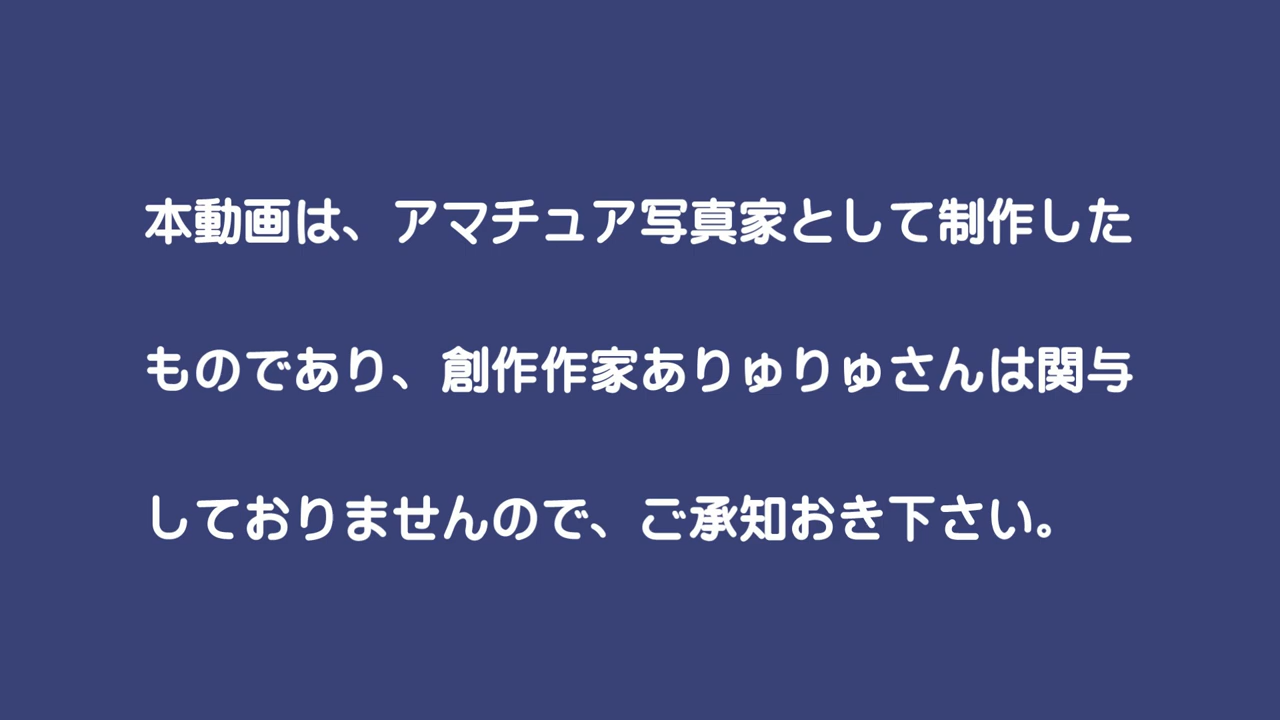 本動画は、アマチュア写真家として制作した
ものであり、創作作家ありゅりゅさんは関与
しておりませんので、ご承知おき下さい。